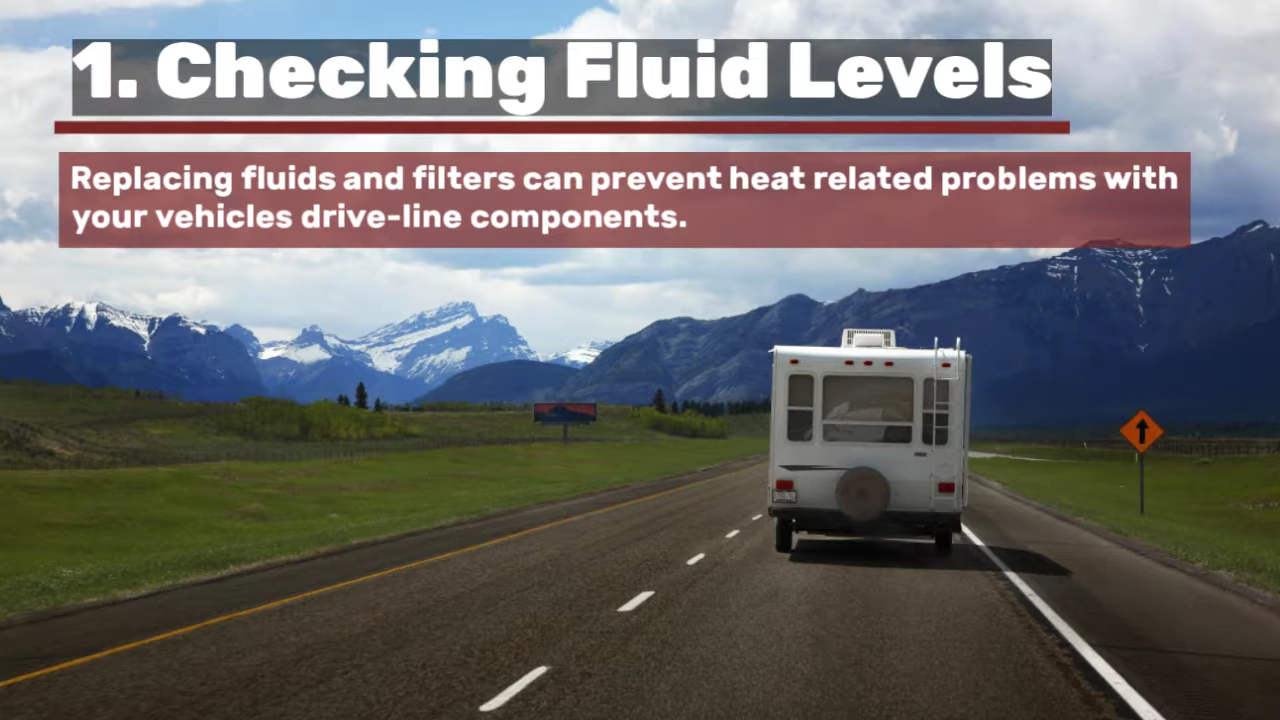 1. Checking Fluid Levels
Replacing fluids and filters can prevent heat related problems with
your vehicles drive-line components.